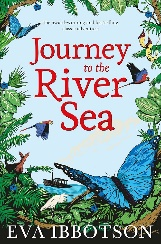 Journey
to the
River
Sea
EVA IBBOTSON